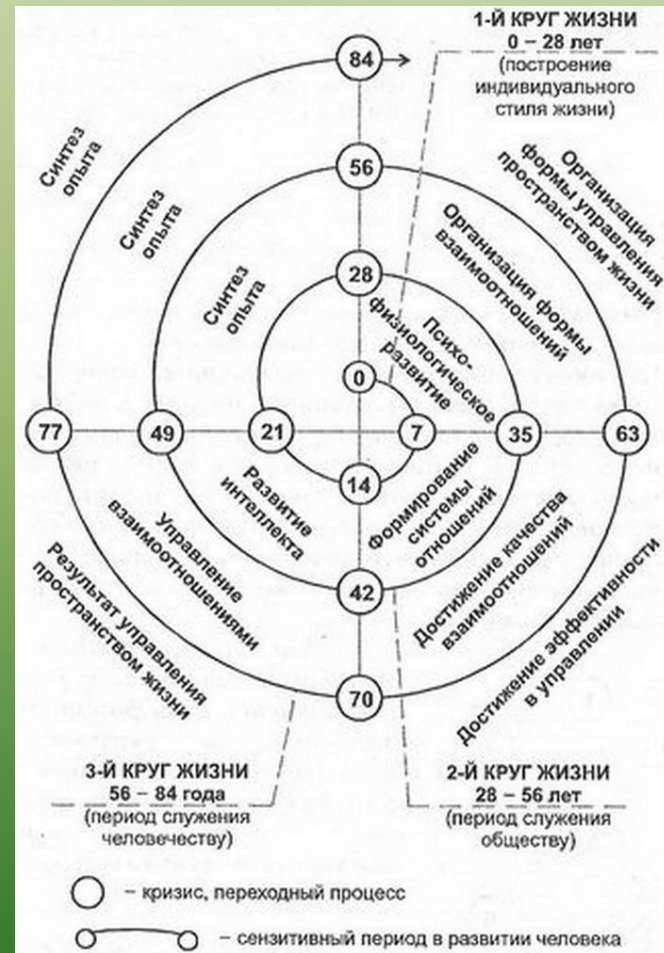 1-Й КРУГ ЖИЗНИ
0 – 28 лет
(построение
индивидуального
стиля жизни)
84
56
28
0
7
14
21
35
42
49
63
70
77
Синтез
опыта
Синтез
опыта
Синтез
опыта
Организация
формы управления
пространством жизни
Организация формы
взаимоотношений
Психо-
физиологическое
развитие
Формирование
системы
отношений
Достижение качества
взаимоотношений
Достижение эффективности
в управлении
Развитие
интеллекта
Управление
взаимоотношениями
Результат управления
пространством жизни
3-Й КРУГ ЖИЗНИ
56 – 84 года
(период служения
человечеству)
2-Й КРУГ ЖИЗНИ
28 – 56 лет
(период служения
обществу)
– кризис, переходный процесс
– сензитивный период в развитии человека